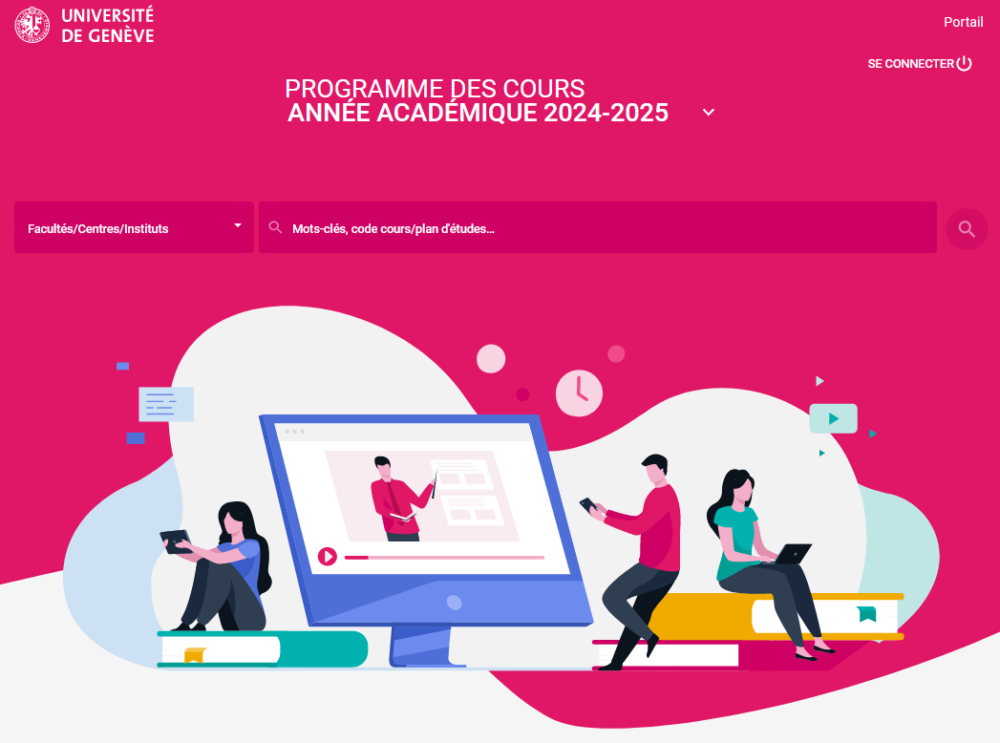 UNIVERSITÉ
DE GENÈVE
Portail
SE CONNECTER
PROGRAMME DES COURS
ANNÉE ACADÉMIQUE 2024-2025
Facultés/Centres/Instituts
Mots-clés, code cours/plan d'études...